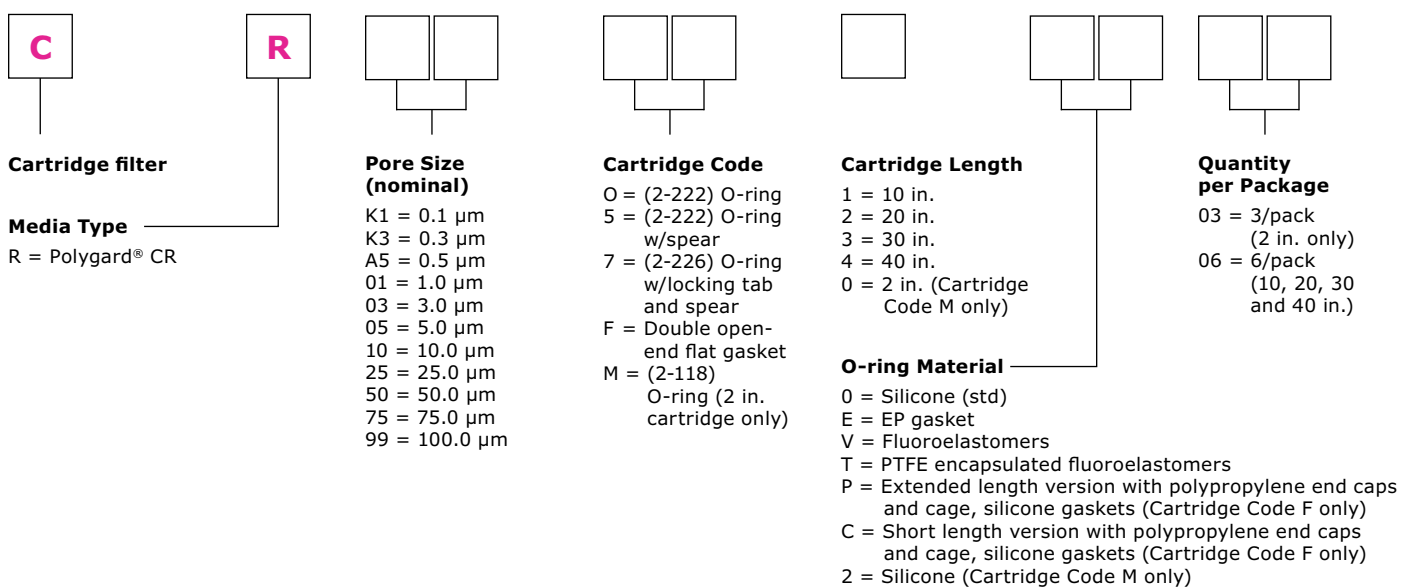 C
R
Cartridge filter
Media Type
R = Polygard® CR
Pore Size
(nominal)
K1 = 0.1 µm
K3 = 0.3 µm
A5 = 0.5 µm
01 = 1.0 µm
03 = 3.0 µm
05 = 5.0 µm
10 = 10.0 µm
25 = 25.0 µm
50 = 50.0 µm
75 = 75.0 µm
99 = 100.0 µm
Cartridge Code
O = (2-222) O-ring
5 = (2-222) O-ring
w/spear
7 = (2-226) O-ring
w/locking tab
and spear
F = Double open-
end flat gasket
M = (2-118)
O-ring (2 in.
cartridge only)
Cartridge Length
1 = 10 in.
2 = 20 in.
3 = 30 in.
4 = 40 in.
0 = 2 in. (Cartridge
Code M only)
O-ring Material
0 = Silicone (std)
E = EP gasket
V = Fluoroelastomers
T = PTFE encapsulated fluoroelastomers
P = Extended length version with polypropylene end caps
and cage, silicone gaskets (Cartridge Code F only)
C = Short length version with polypropylene end caps
and cage, silicone gaskets (Cartridge Code F only)
2 = Silicone (Cartridge Code M only)
Quantity
per Package
03 = 3/pack
(2 in. only)
06 = 6/pack
(10, 20, 30
and 40 in.)